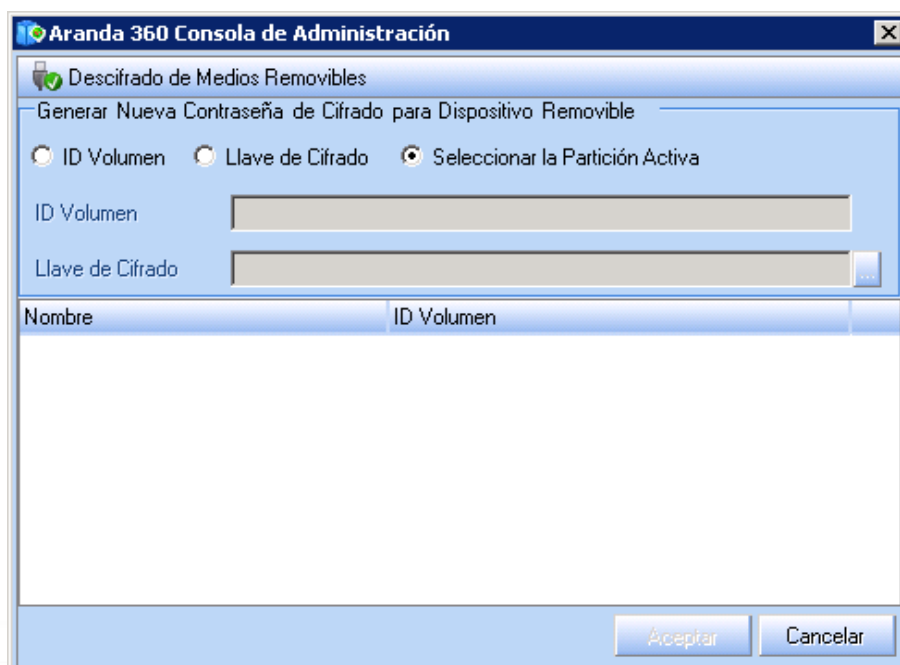 Aranda 360 Consola de Administración
Descifrado de Medios Removibles
Generar Nueva Contraseña de Cifrado para Dispositivo Removible
ID Volumen Llave de Cifrado Seleccionar la Partición Activa
ID Volumen
Llave de Cifrado ...
Nombre ID Volumen
Aceptar Cancelar